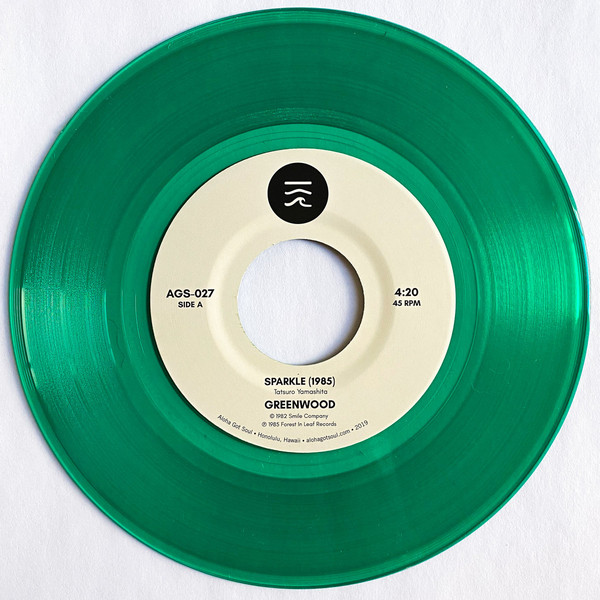 AGS-027
SIDE A
4:20
45 RPM
SPARKLE (1985)
Tatsuro Yamashita
GREENWOOD
© 1982 Smile Company
℗ 1985 Forest In Leaf Records
Aloha Got Soul • Honolulu, Hawaii • alohagotsoul.com • 2019